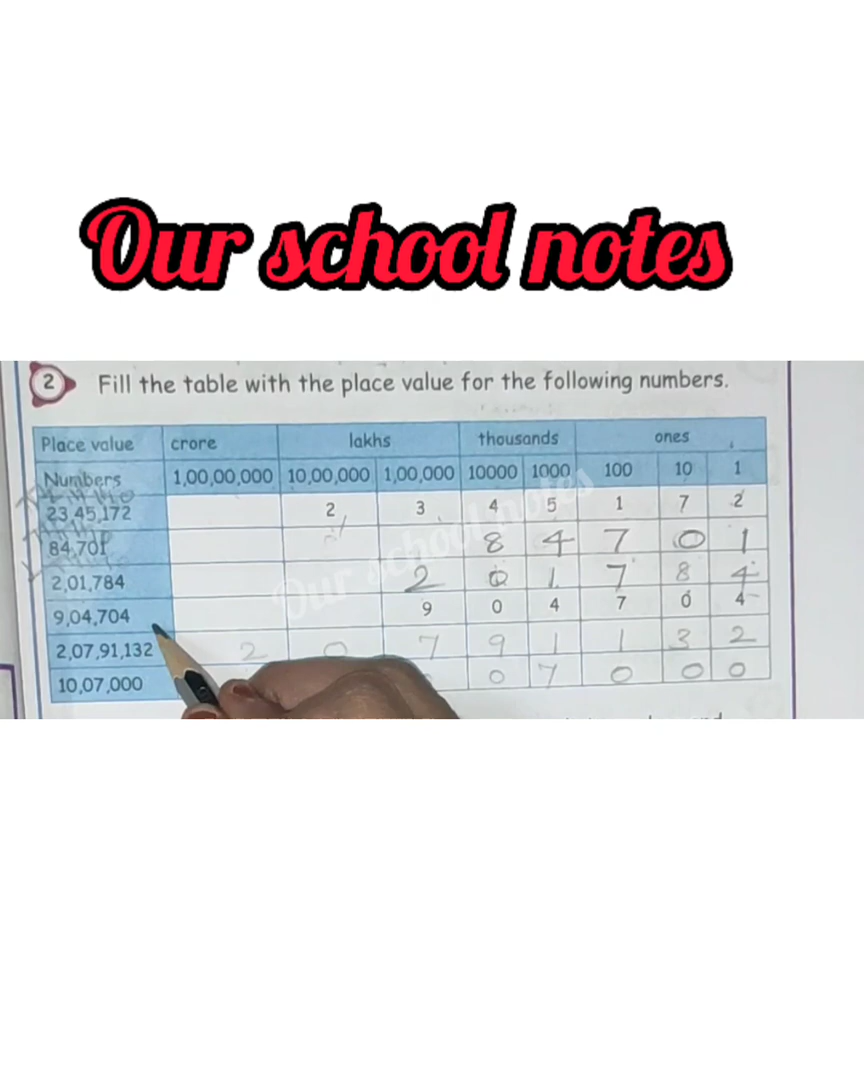 Our school notes
2 Fill the table with the place value for the following numbers.
Place value crore lakhs thousands ones
Numbers 1,00,00,000 10,00,000 1,00,000 10000 1000 100 10 1
23,45,172 2 3 4 5 1 7 2
84,701 8 4 7 0 1
2,01,784 2 0 1 7 8 4
9,04,704 9 0 4 7 0 4
2,07,91,132 2 0 7 9 1 1 3 2
10,07,000 0 7 0 0 0
Our school notes